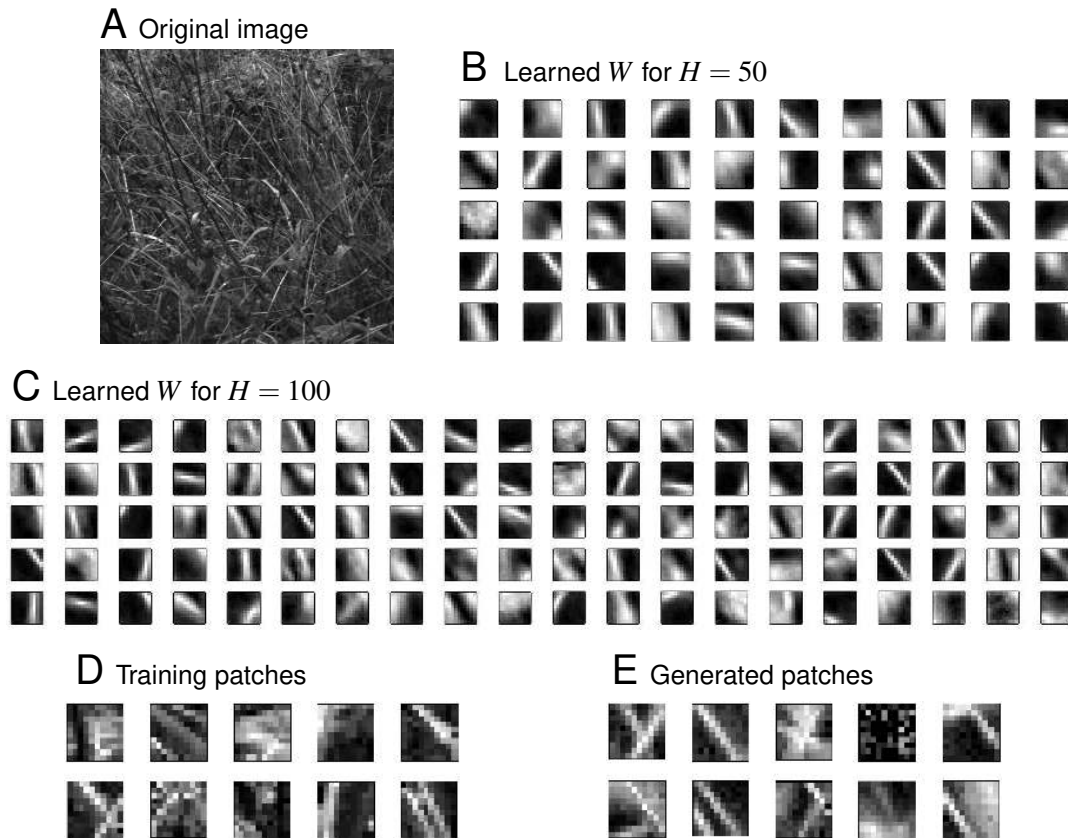 A Original image
B Learned W for H = 50
C Learned W for H = 100
D Training patches
E Generated patches